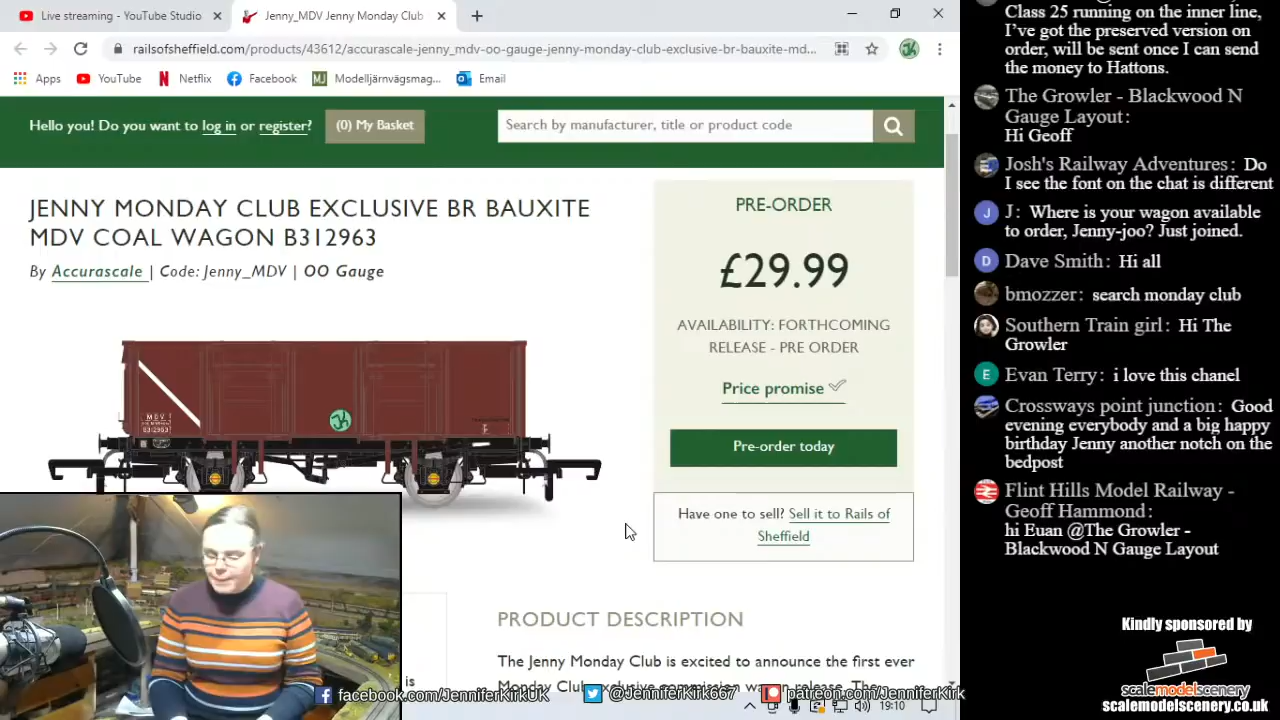 Live streaming - YouTube Studio
Jenny_MDV Jenny Monday Club
railsofsheffield.com/products/43612/accurascale-jenny_mdv-oo-gauge-jenny-monday-club-exclusive-br-bauxite-md...
Apps YouTube Netflix Facebook Modelljärnvägsmag... Email
Hello you! Do you want to log in or register?
(0) My Basket
Search by manufacturer, title or product code
JENNY MONDAY CLUB EXCLUSIVE BR BAUXITE
MDV COAL WAGON B312963
By Accurascale | Code: Jenny_MDV | OO Gauge
MDV
B312963
PRE-ORDER
£29.99
AVAILABILITY: FORTHCOMING
RELEASE - PRE ORDER
Price promise
Pre-order today
Have one to sell? Sell it to Rails of
Sheffield
PRODUCT DESCRIPTION
The Jenny Monday Club is excited to announce the first ever
is
facebook.com/JenniferKirkUK
@JenniferKirk667
patreon.com/JenniferKirk
19:10
Class 25 running on the inner line,
I've got the preserved version on
order, will be sent once I can send
the money to Hattons.
The Growler - Blackwood N
Gauge Layout:
Hi Geoff
Josh's Railway Adventures: Do
I see the font on the chat is different
J
J: Where is your wagon available
to order, Jenny-joo? Just joined.
D
Dave Smith: Hi all
bmozzer: search monday club
Southern Train girl: Hi The
Growler
E
Evan Terry: i love this chanel
Crossways point junction: Good
evening everybody and a big happy
birthday Jenny another notch on the
bedpost
Flint Hills Model Railway -
Geoff Hammond:
hi Euan @The Growler -
Blackwood N Gauge Layout
Kindly sponsored by
scalemodelscenery
scalemodelscenery.co.uk